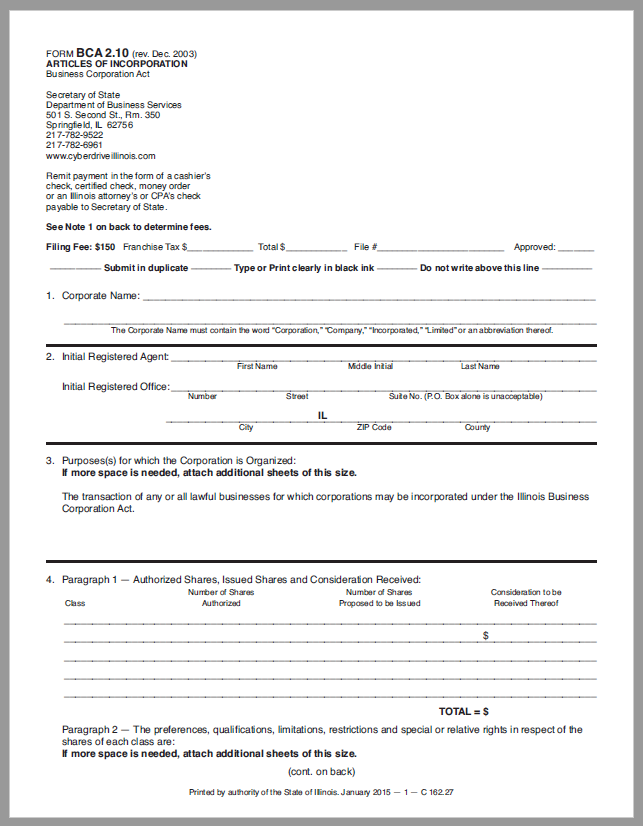 FORM BCA 2.10 (rev. Dec. 2003)
ARTICLES OF INCORPORATION
Business Corporation Act
Secretary of State
Department of Business Services
501 S. Second St., Rm. 350
Springfield, IL 62756
217-782-9522
217-782-6961
www.cyberdriveillinois.com
Remit payment in the form of a cashier's
check, certified check, money order
or an Illinois attorney's or CPA's check
payable to Secretary of State.
See Note 1 on back to determine fees.
Filing Fee: $150 Franchise Tax $____________ Total $____________ File #________________________ Approved: _______
—————— Submit in duplicate ————— Type or Print clearly in black ink ————— Do not write above this line ——————
1. Corporate Name: ____________________________________________
____________________________________________
The Corporate Name must contain the word "Corporation," "Company," "Incorporated," "Limited" or an abbreviation thereof.
2. Initial Registered Agent: ____________________________________________
First Name Middle Initial Last Name
Initial Registered Office: ____________________________________________
Number Street Suite No. (P.O. Box alone is unacceptable)
IL
City ZIP Code County
3. Purposes(s) for which the Corporation is Organized:
If more space is needed, attach additional sheets of this size.
The transaction of any or all lawful businesses for which corporations may be incorporated under the Illinois Business
Corporation Act.
4. Paragraph 1 — Authorized Shares, Issued Shares and Consideration Received:
Number of Shares Number of Shares Consideration to be
Class Authorized Proposed to be Issued Received Thereof
$
TOTAL = $
Paragraph 2 — The preferences, qualifications, limitations, restrictions and special or relative rights in respect of the
shares of each class are:
If more space is needed, attach additional sheets of this size.
(cont. on back)
Printed by authority of the State of Illinois. January 2015 — 1 — C 162.27